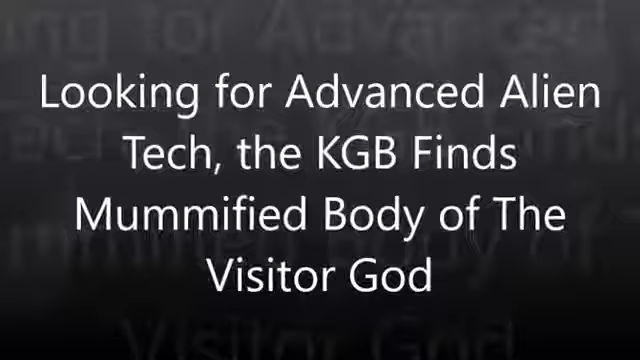 Looking for Advanced Alien
Tech, the KGB Finds
Mummified Body of The
Visitor God